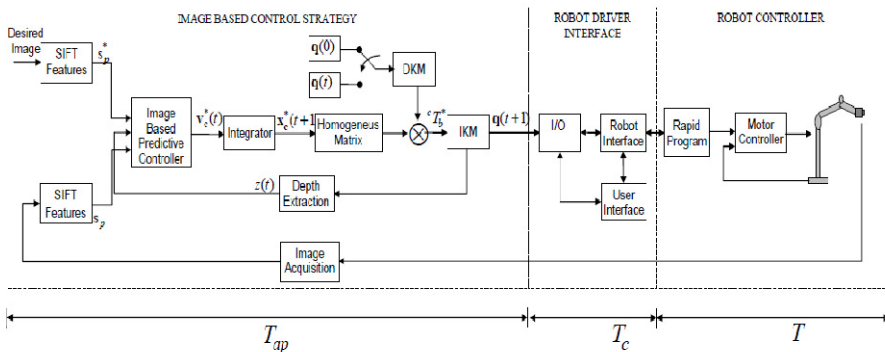 IMAGE BASED CONTROL STRATEGY
ROBOT DRIVER
INTERFACE
ROBOT CONTROLLER
Desired
Image
SIFT
Features
s*p
q(0)
q(t)
DKM
Image
Based
Predictive
Controller
v*c(t)
Integrator
x*c(t+1)
Homogeneus
Matrix
cT*b
IKM
q(t+1)
I/O
Robot
Interface
Rapid
Program
Motor
Controller
SIFT
Features
sp
z(t)
Depth
Extraction
User
Interface
Image
Acquisition
Tap
Tc
T